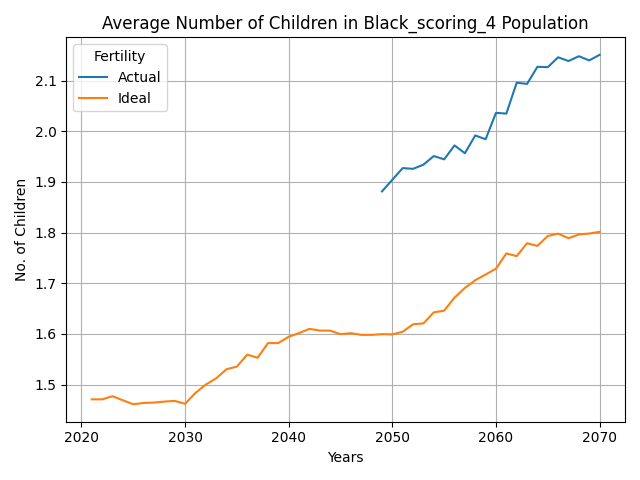 Average Number of Children in Black_scoring_4 Population
Fertility
Actual
Ideal
No. of Children
2.1
2.0
1.9
1.8
1.7
1.6
1.5
2020 2030 2040 2050 2060 2070
Years